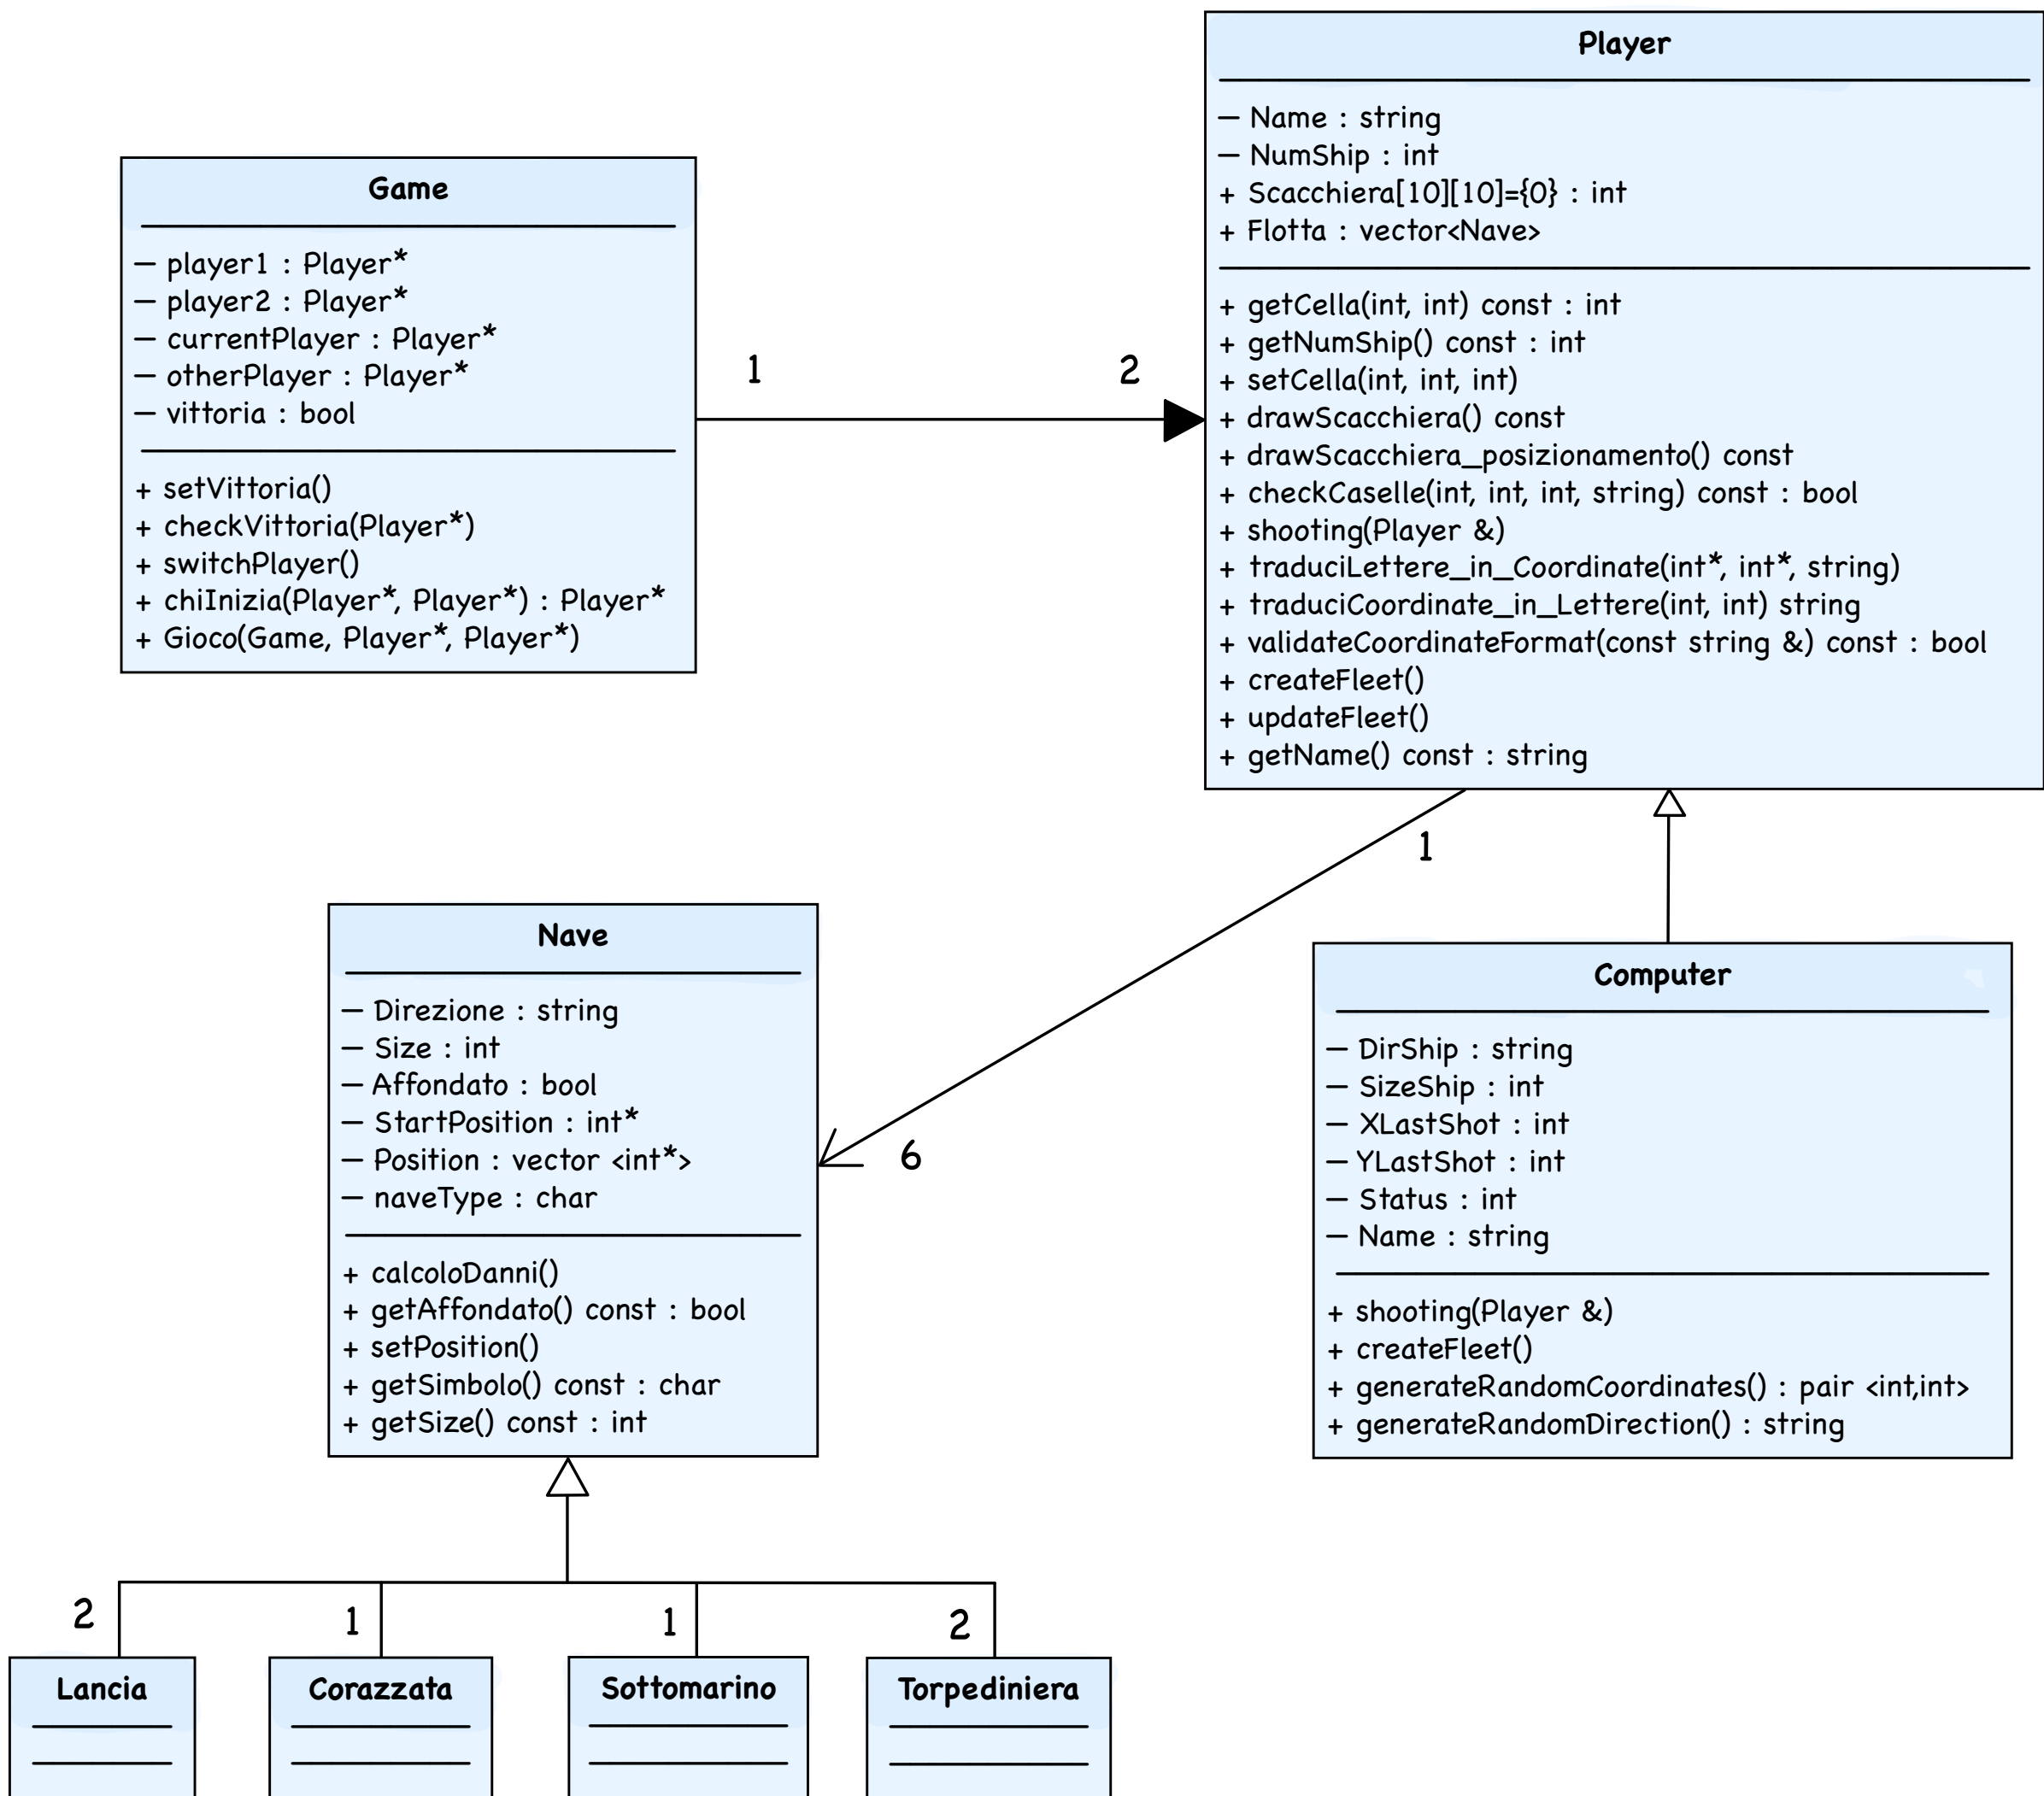 Player
— Name : string
— NumShip : int
+ Scacchiera[10][10]={0} : int
+ Flotta : vector<Nave>
+ getCella(int, int) const : int
+ getNumShip() const : int
+ setCella(int, int, int)
+ drawScacchiera() const
+ drawScacchiera_posizionamento() const
+ checkCaselle(int, int, int, string) const : bool
+ shooting(Player &)
+ traduciLettere_in_Coordinate(int*, int*, string)
+ traduciCoordinate_in_Lettere(int, int) string
+ validateCoordinateFormat(const string &) const : bool
+ createFleet()
+ updateFleet()
+ getName() const : string
Game
— player1 : Player*
— player2 : Player*
— currentPlayer : Player*
— otherPlayer : Player*
— vittoria : bool
+ setVittoria()
+ checkVittoria(Player*)
+ switchPlayer()
+ chiInizia(Player*, Player*) : Player*
+ Gioco(Game, Player*, Player*)
1
2
1
6
Nave
— Direzione : string
— Size : int
— Affondato : bool
— StartPosition : int*
— Position : vector <int*>
— naveType : char
+ calcoloDanni()
+ getAffondato() const : bool
+ setPosition()
+ getSimbolo() const : char
+ getSize() const : int
Computer
— DirShip : string
— SizeShip : int
— XLastShot : int
— YLastShot : int
— Status : int
— Name : string
+ shooting(Player &)
+ createFleet()
+ generateRandomCoordinates() : pair <int,int>
+ generateRandomDirection() : string
2
1
1
2
Lancia
Corazzata
Sottomarino
Torpediniera